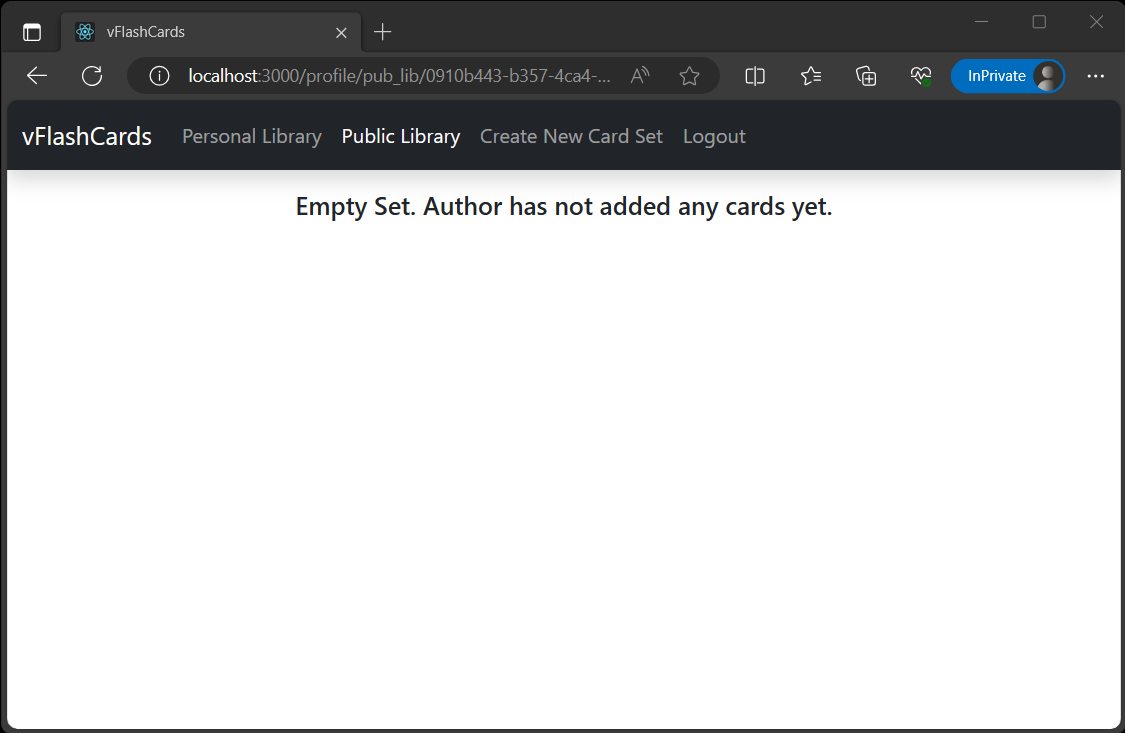 vFlashCards
localhost:3000/profile/pub_lib/0910b443-b357-4ca4-...
InPrivate
vFlashCards Personal Library Public Library Create New Card Set Logout
Empty Set. Author has not added any cards yet.